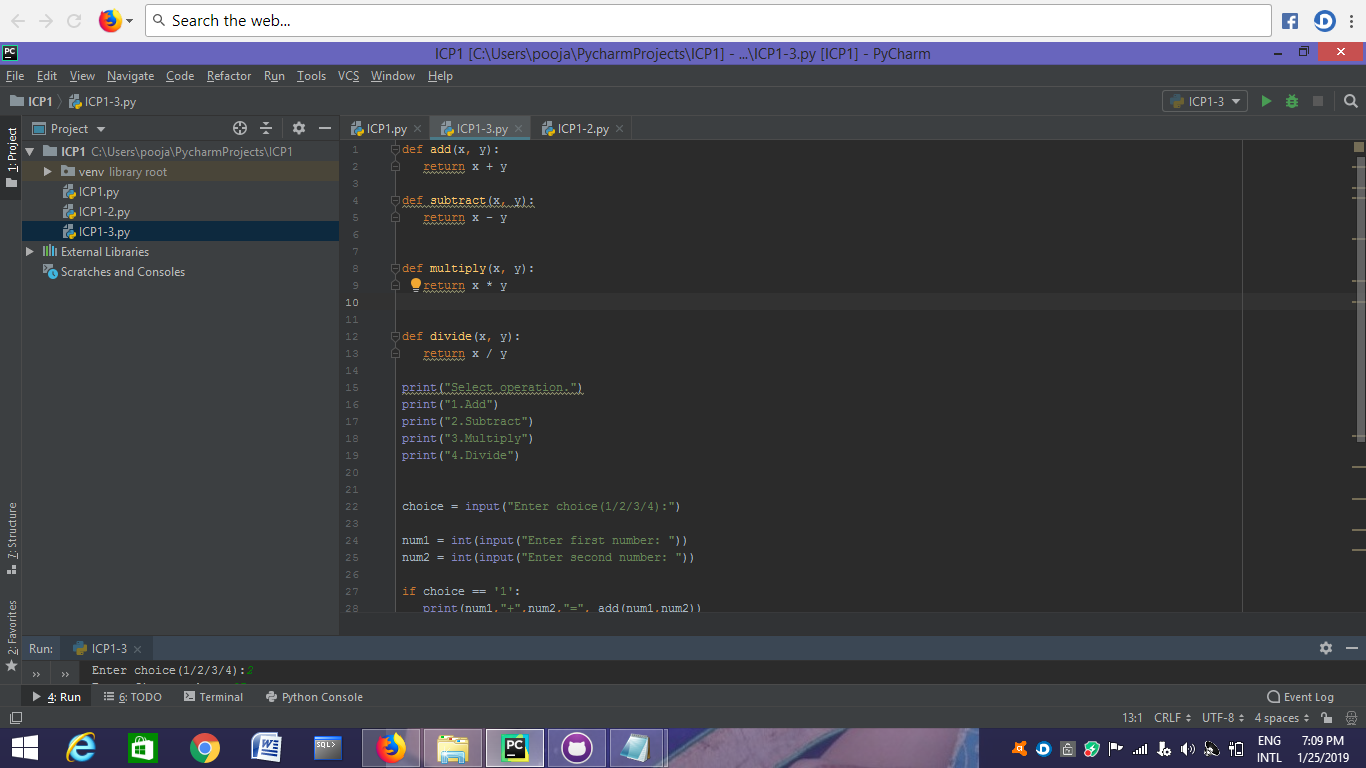 Search the web...
ICP1 [C:\Users\pooja\PycharmProjects\ICP1] - ...\ICP1-3.py [ICP1] - PyCharm
File Edit View Navigate Code Refactor Run Tools VCS Window Help
ICP1 ICP1-3.py
ICP1-3
1: Project
Project
ICP1.py ICP1-3.py ICP1-2.py
ICP1 C:\Users\pooja\PycharmProjects\ICP1
venv library root
ICP1.py
ICP1-2.py
ICP1-3.py
External Libraries
Scratches and Consoles
7: Structure
2: Favorites
1 def add(x, y):
2 return x + y
3
4 def subtract(x, y):
5 return x - y
6
7
8 def multiply(x, y):
9 return x * y
10
11
12 def divide(x, y):
13 return x / y
14
15 print("Select operation.")
16 print("1.Add")
17 print("2.Subtract")
18 print("3.Multiply")
19 print("4.Divide")
20
21
22 choice = input("Enter choice(1/2/3/4):")
23
24 num1 = int(input("Enter first number: "))
25 num2 = int(input("Enter second number: "))
26
27 if choice == '1':
28 print(num1,"+",num2,"=", add(num1,num2))
Run: ICP1-3
Enter choice(1/2/3/4):2
4: Run 6: TODO Terminal Python Console Event Log
13:1 CRLF UTF-8 4 spaces
SQL>
PC
ENG 7:09 PM
INTL 1/25/2019